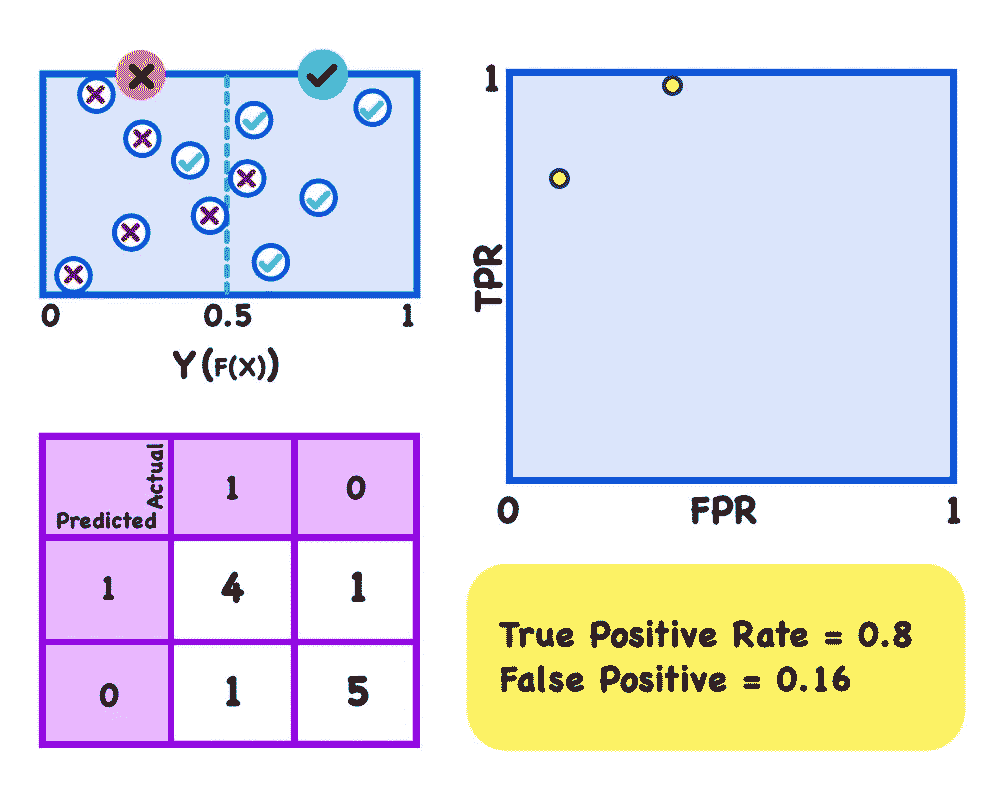 0 0.5 1
Y (F(X))
1
TPR
0 FPR 1
Actual
Predicted
1 0
1 4 1
0 1 5
True Positive Rate = 0.8
False Positive = 0.16